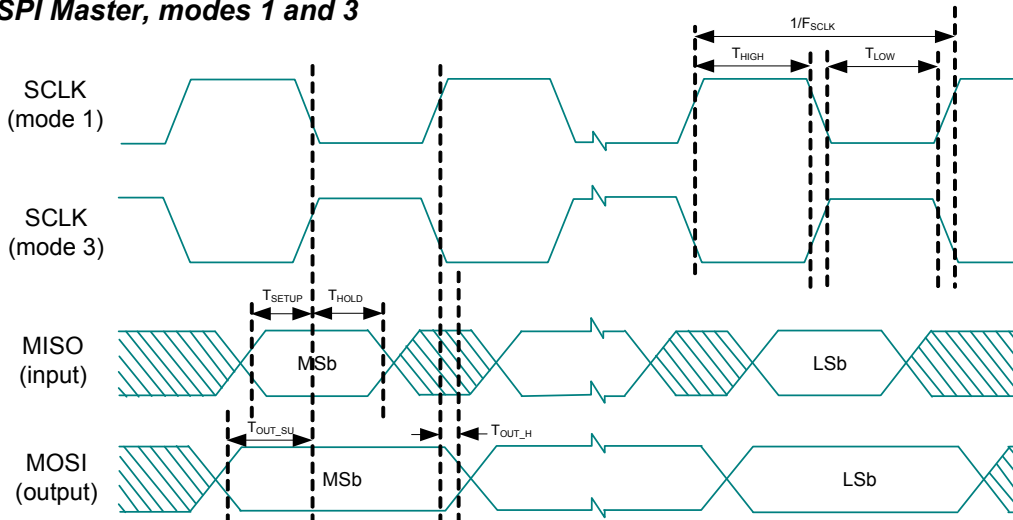 SPI Master, modes 1 and 3
1/FSCLK
THIGH
TLOW
SCLK
(mode 1)
SCLK
(mode 3)
TSETUP
THOLD
MISO
(input)
MSb
LSb
TOUT_SU
TOUT_H
MOSI
(output)
MSb
LSb